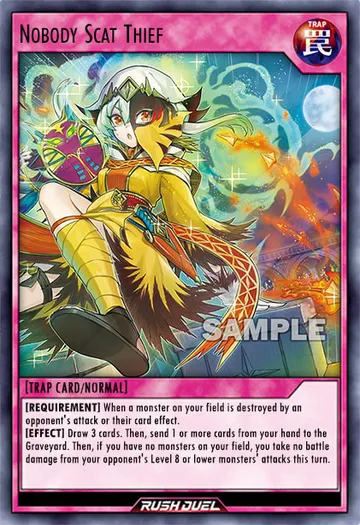 Nobody Scat Thief
TRAP
罠
SAMPLE
[TRAP CARD/NORMAL]
[REQUIREMENT] When a monster on your field is destroyed by an
opponent's attack or their card effect.
[EFFECT] Draw 3 cards. Then, send 1 or more cards from your hand to the
Graveyard. Then, if you have no monsters on your field, you take no battle
damage from your opponent's Level 8 or lower monsters' attacks this turn.
RUSH DUEL